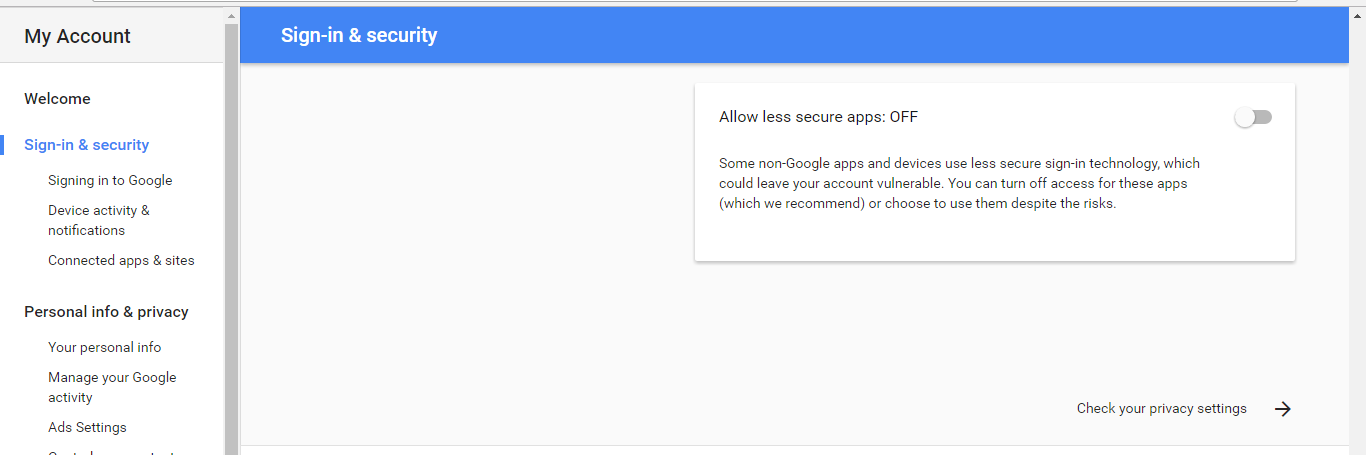 My Account
Welcome
Sign-in & security
Signing in to Google
Device activity &
notifications
Connected apps & sites
Personal info & privacy
Your personal info
Manage your Google
activity
Ads Settings
Sign-in & security
Allow less secure apps: OFF
Some non-Google apps and devices use less secure sign-in technology, which
could leave your account vulnerable. You can turn off access for these apps
(which we recommend) or choose to use them despite the risks.
Check your privacy settings